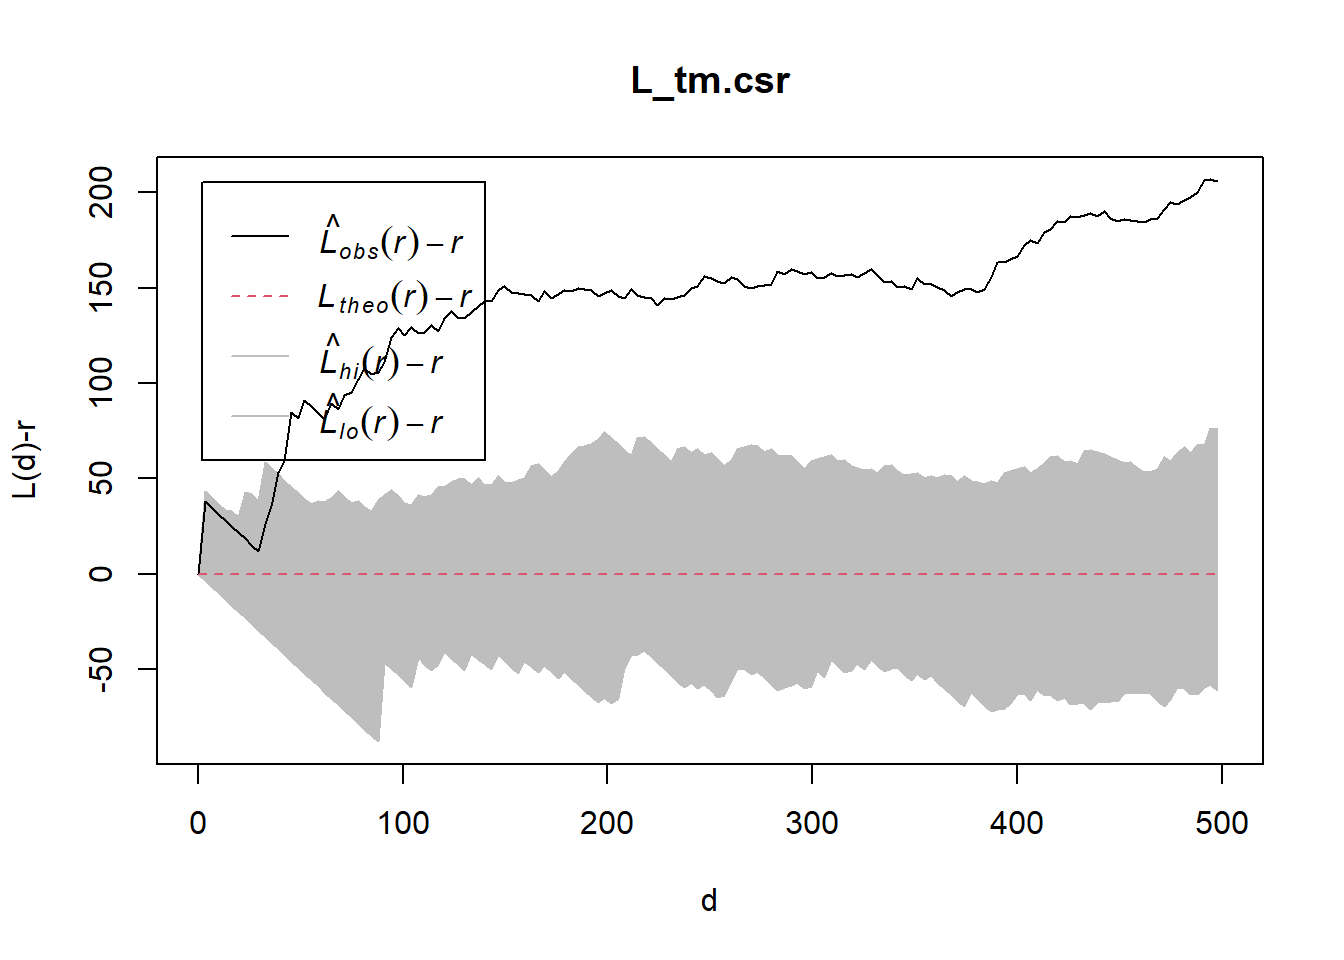 L_tm.csr
L(d)-r
200
150
100
50
0
-50
L̂obs(r) − r
Ltheo(r) − r
L̂hi(r) − r
L̂lo(r) − r
0 100 200 300 400 500
d